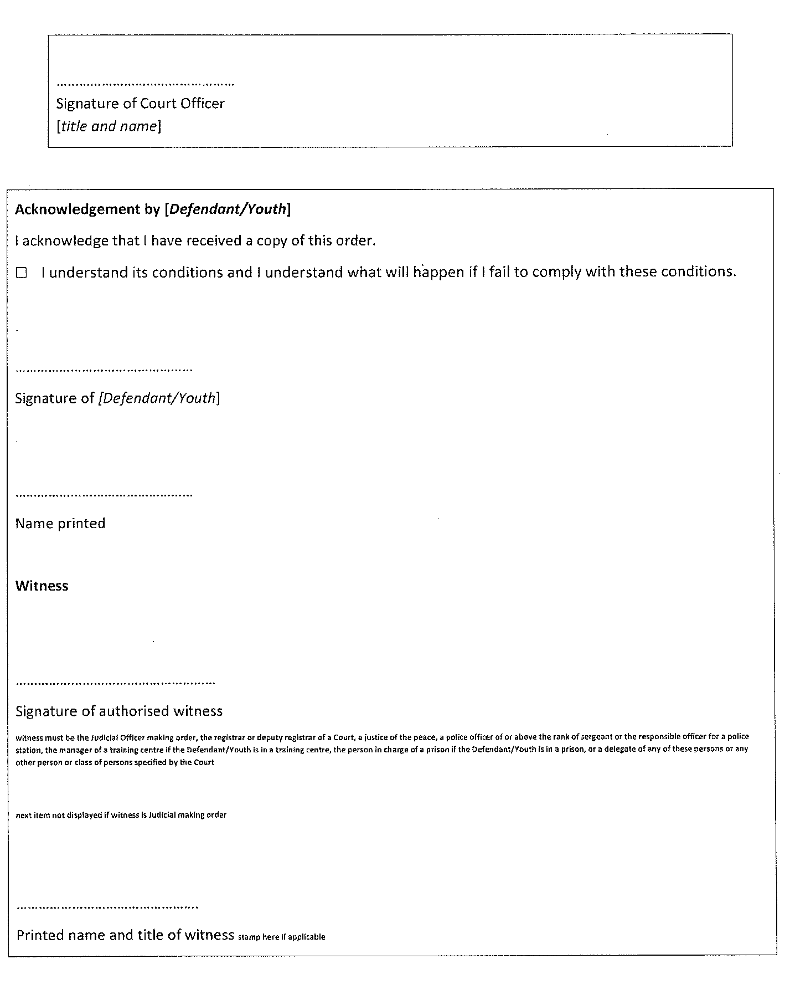 ................................................
Signature of Court Officer
[title and name]
Acknowledgement by [Defendant/Youth]
I acknowledge that I have received a copy of this order.
☐ I understand its conditions and I understand what will happen if I fail to comply with these conditions.
................................................
Signature of [Defendant/Youth]
................................................
Name printed
Witness
......................................................
Signature of authorised witness
witness must be the Judicial Officer making order, the registrar or deputy registrar of a Court, a justice of the peace, a police officer of or above the rank of sergeant or the responsible officer for a police
station, the manager of a training centre if the Defendant/Youth is in a training centre, the person in charge of a prison if the Defendant/Youth is in a prison, or a delegate of any of these persons or any
other person or class of persons specified by the Court
next item not displayed if witness is Judicial making order
.................................................
Printed name and title of witness stamp here if applicable